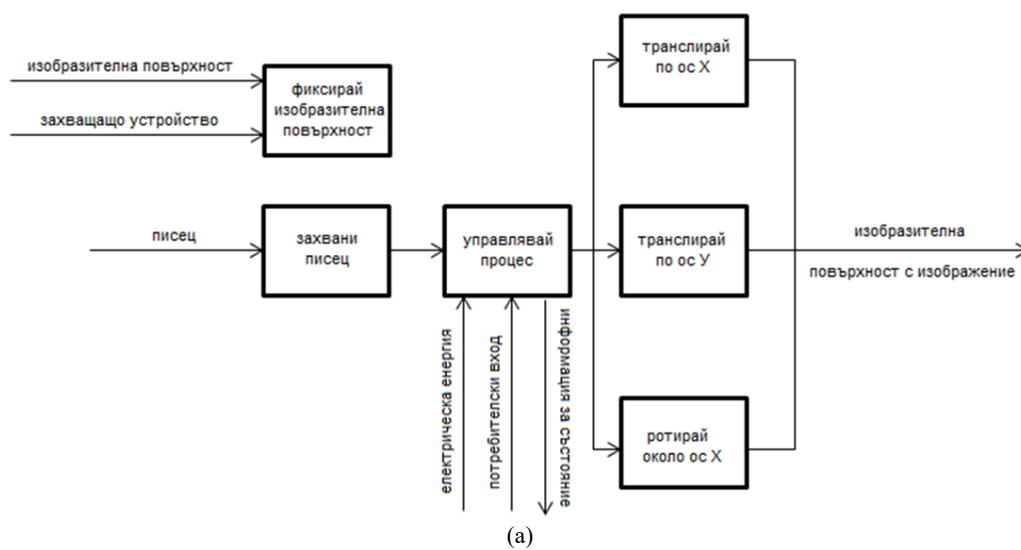 изобразителна повърхност
захващащо устройство
фиксирай
изобразителна
повърхност
писец
захвани
писец
управлявай
процес
електрическа енергия
потребителски вход
информация за състояние
транслирай
по ос X
транслирай
по ос У
ротирай
около ос X
изобразителна
повърхност с изображение
(а)